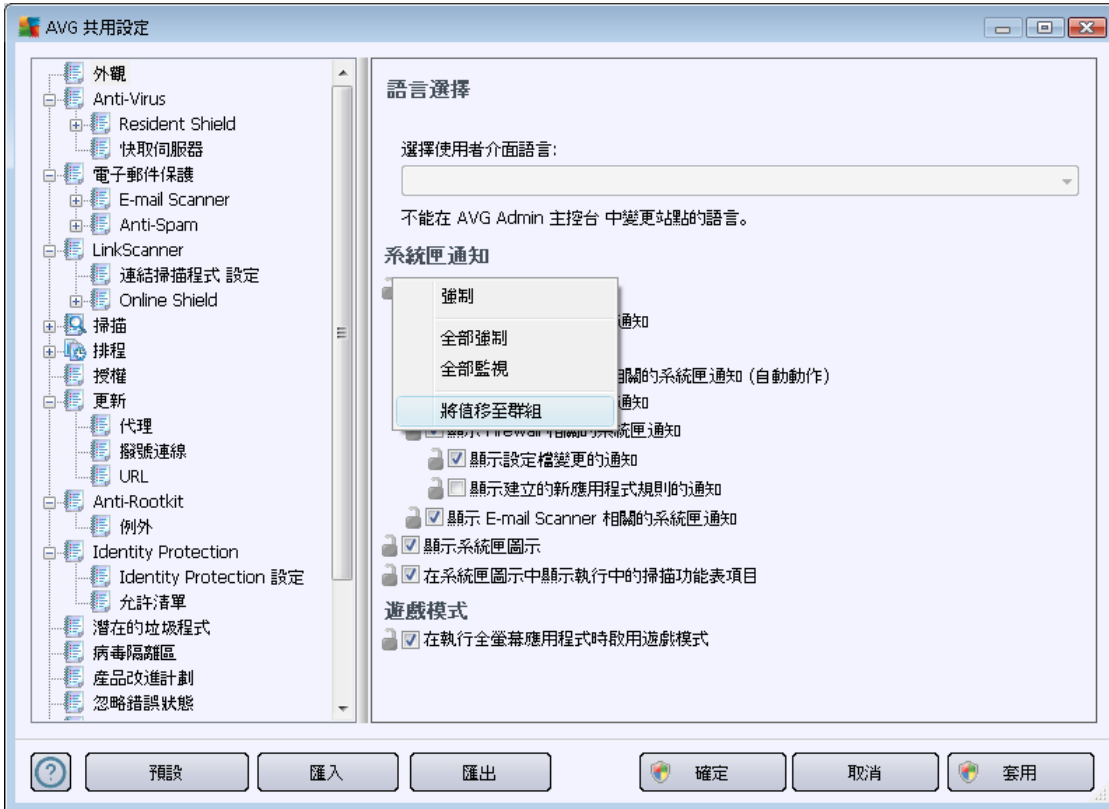 AVG 共用設定
外觀
Anti-Virus
Resident Shield
快取伺服器
電子郵件保護
E-mail Scanner
Anti-Spam
LinkScanner
連結掃描程式 設定
Online Shield
掃描
排程
授權
更新
代理
撥號連線
URL
Anti-Rootkit
例外
Identity Protection
Identity Protection 設定
允許清單
潛在的垃圾程式
病毒隔離區
產品改進計劃
忽略錯誤狀態
語言選擇
選擇使用者介面語言:
不能在 AVG Admin 主控台 中變更站點的語言。
系統匣通知
強制
全部強制
全部監視
將值移至群組
通知
相關的系統匣通知 (自動動作)
通知
顯示 Firewall 相關的系統匣通知
顯示設定檔變更的通知
顯示建立的新應用程式規則的通知
顯示 E-mail Scanner 相關的系統匣通知
顯示系統匣圖示
在系統匣圖示中顯示執行中的掃描功能表項目
遊戲模式
在執行全螢幕應用程式時啟用遊戲模式
預設
匯入
匯出
確定
取消
套用